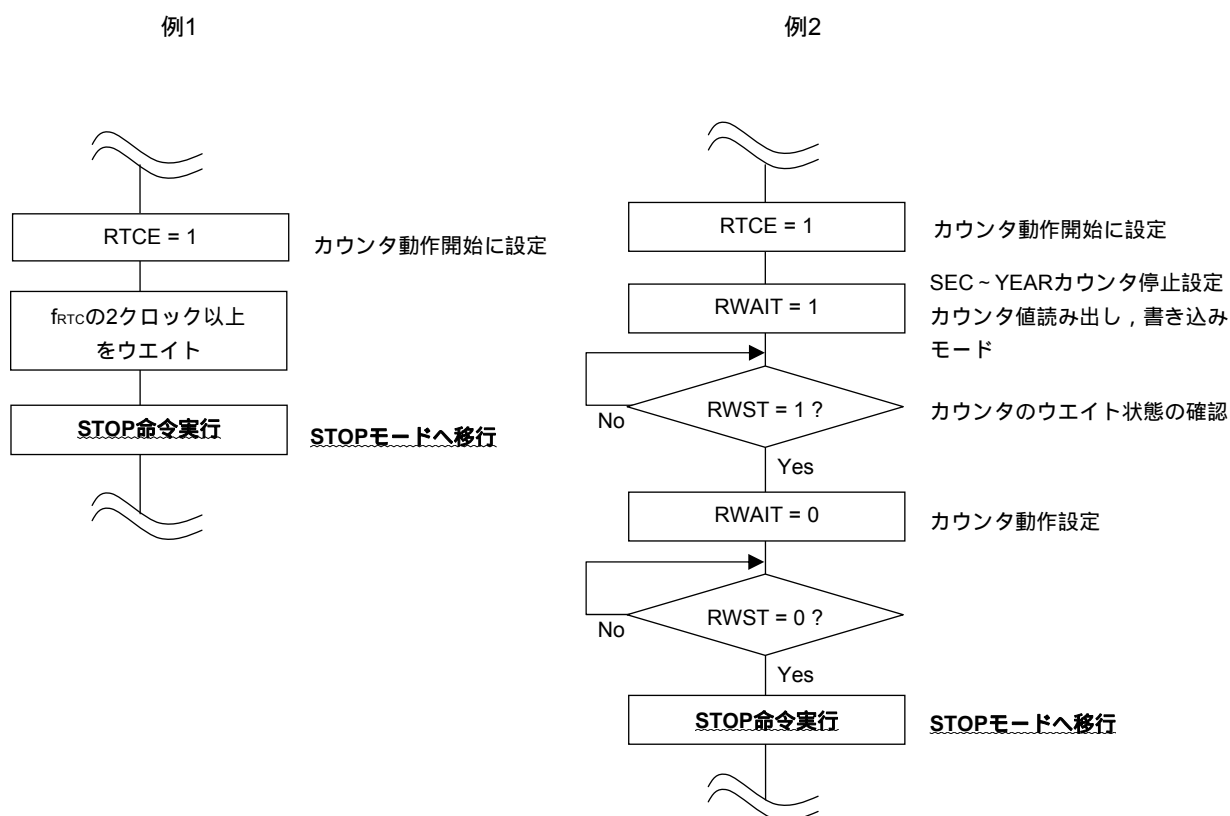 例1
RTCE = 1
カウンタ動作開始に設定
fRTCの2クロック以上
をウエイト
STOP命令実行
STOPモードへ移行
例2
RTCE = 1
カウンタ動作開始に設定
RWAIT = 1
SEC~YEARカウンタ停止設定
カウンタ値読み出し,書き込み
モード
RWST = 1 ?
カウンタのウエイト状態の確認
No
Yes
RWAIT = 0
カウンタ動作設定
RWST = 0 ?
No
Yes
STOP命令実行
STOPモードへ移行